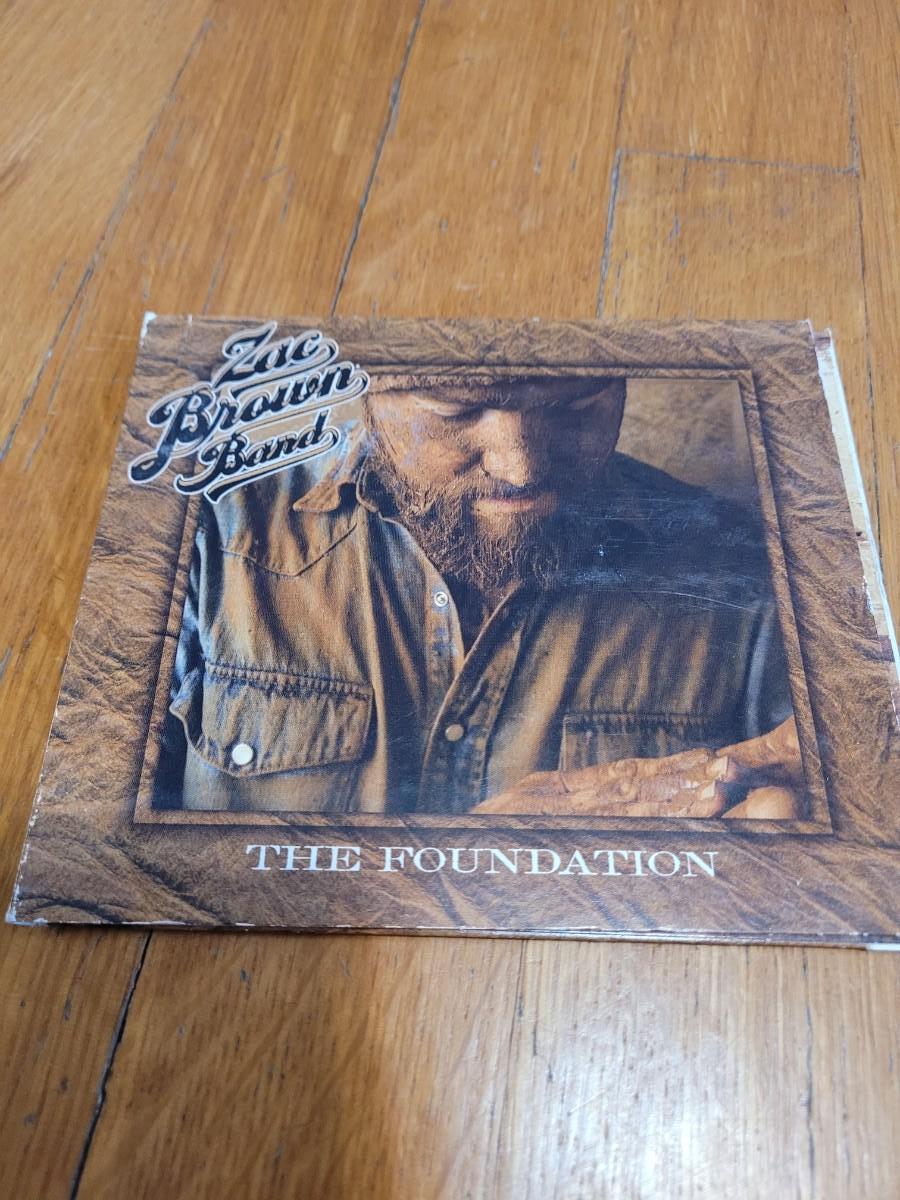 Zac
Brown
Band
THE FOUNDATION